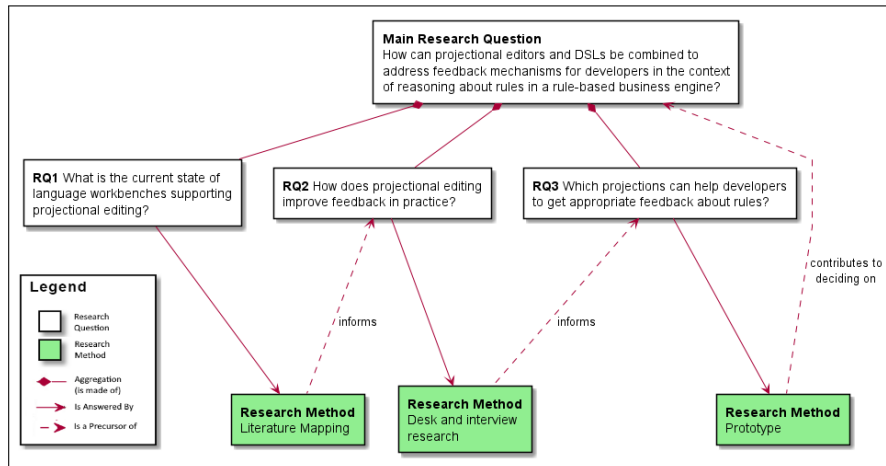 Main Research Question
How can projectional editors and DSLs be combined to
address feedback mechanisms for developers in the context
of reasoning about rules in a rule-based business engine?
RQ1 What is the current state of
language workbenches supporting
projectional editing?
RQ2 How does projectional editing
improve feedback in practice?
RQ3 Which projections can help developers
to get appropriate feedback about rules?
contributes to
deciding on
informs
informs
Legend
Research
Question
Research
Method
Aggregation
(is made of)
Is Answered By
Is a Precursor of
Research Method
Literature Mapping
Research Method
Desk and interview
research
Research Method
Prototype